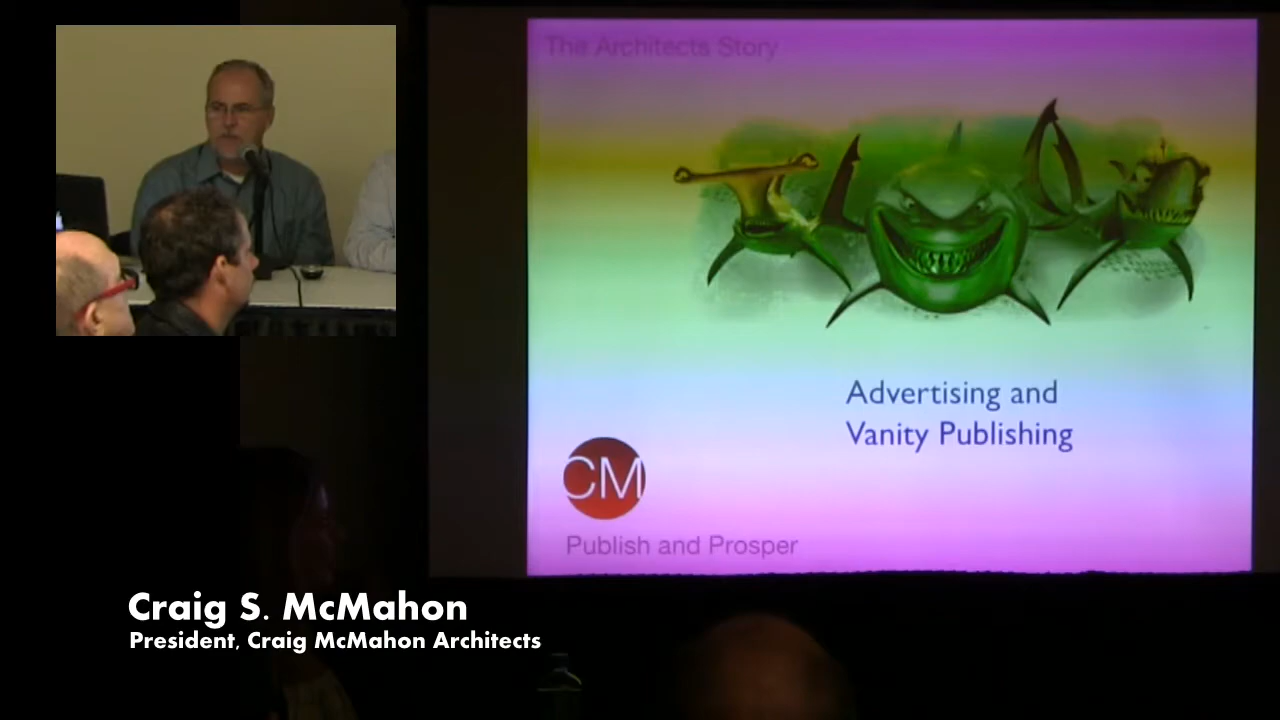 The Architects Story
Advertising and
Vanity Publishing
CM
Publish and Prosper
Craig S. McMahon
President, Craig McMahon Architects